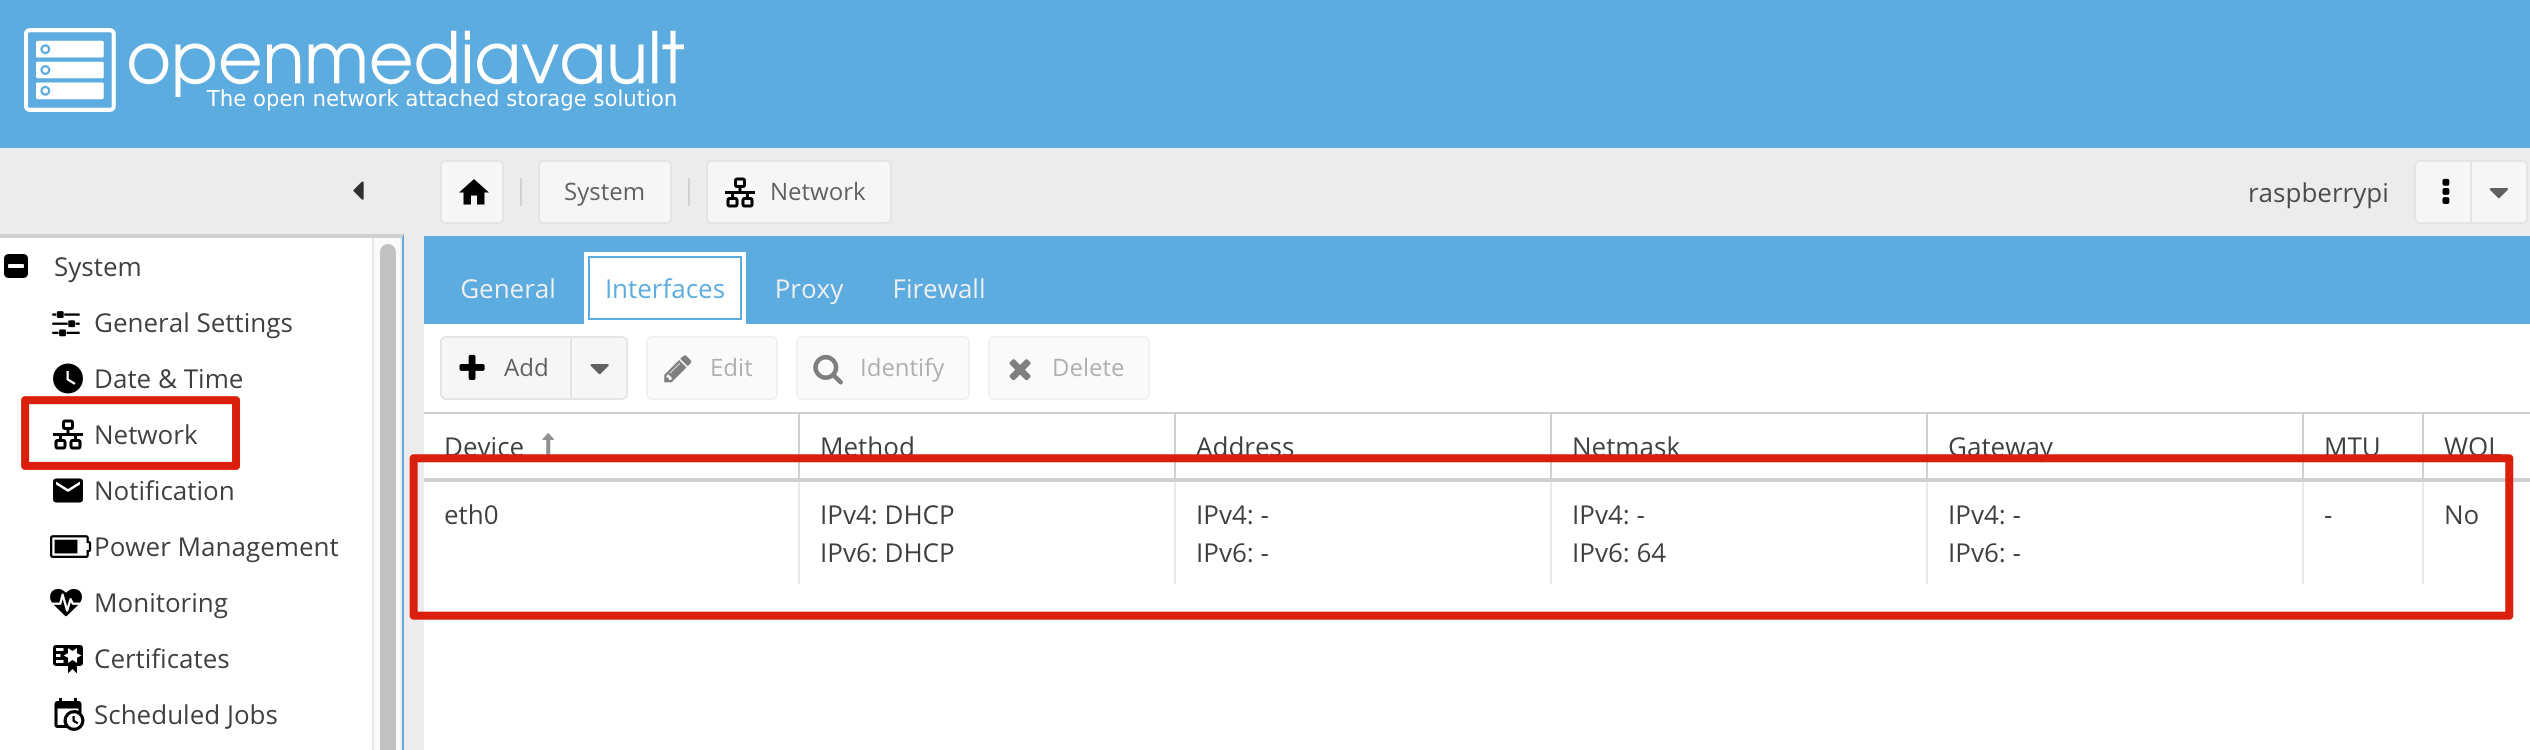 openmediavault
The open network attached storage solution
System
Network
raspberrypi
System
General Settings
Date & Time
Network
Notification
Power Management
Monitoring
Certificates
Scheduled Jobs
General Interfaces Proxy Firewall
Add Edit Identify Delete
Device Method Address Netmask Gateway MTU WOL
eth0 IPv4: DHCP IPv4: - IPv4: - IPv4: - - No
IPv6: DHCP IPv6: - IPv6: 64 IPv6: -